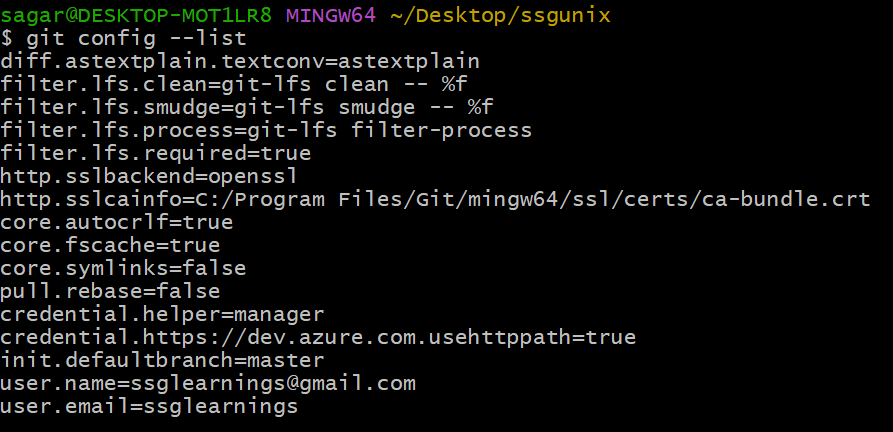 sagar@DESKTOP-MOT1LR8 MINGW64 ~/Desktop/ssgunix
$ git config --list
diff.astextplain.textconv=astextplain
filter.lfs.clean=git-lfs clean -- %f
filter.lfs.smudge=git-lfs smudge -- %f
filter.lfs.process=git-lfs filter-process
filter.lfs.required=true
http.sslbackend=openssl
http.sslcainfo=C:/Program Files/Git/mingw64/ssl/certs/ca-bundle.crt
core.autocrlf=true
core.fscache=true
core.symlinks=false
pull.rebase=false
credential.helper=manager
credential.https://dev.azure.com.usehttppath=true
init.defaultbranch=master
user.name=ssglearnings@gmail.com
user.email=ssglearnings